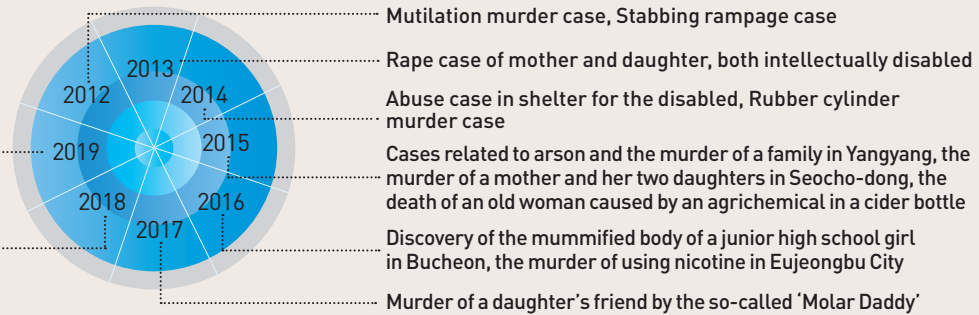 Mutilation murder case, Stabbing rampage case
2013
Rape case of mother and daughter, both intellectually disabled
2012
2014
Abuse case in shelter for the disabled, Rubber cylinder
murder case
2019
2015
Cases related to arson and the murder of a family in Yangyang, the
murder of a mother and her two daughters in Seocho-dong, the
death of an old woman caused by an agrichemical in a cider bottle
2018
2016
2017
Discovery of the mummified body of a junior high school girl
in Bucheon, the murder of using nicotine in Eujeongbu City
Murder of a daughter's friend by the so-called ‘Molar Daddy’